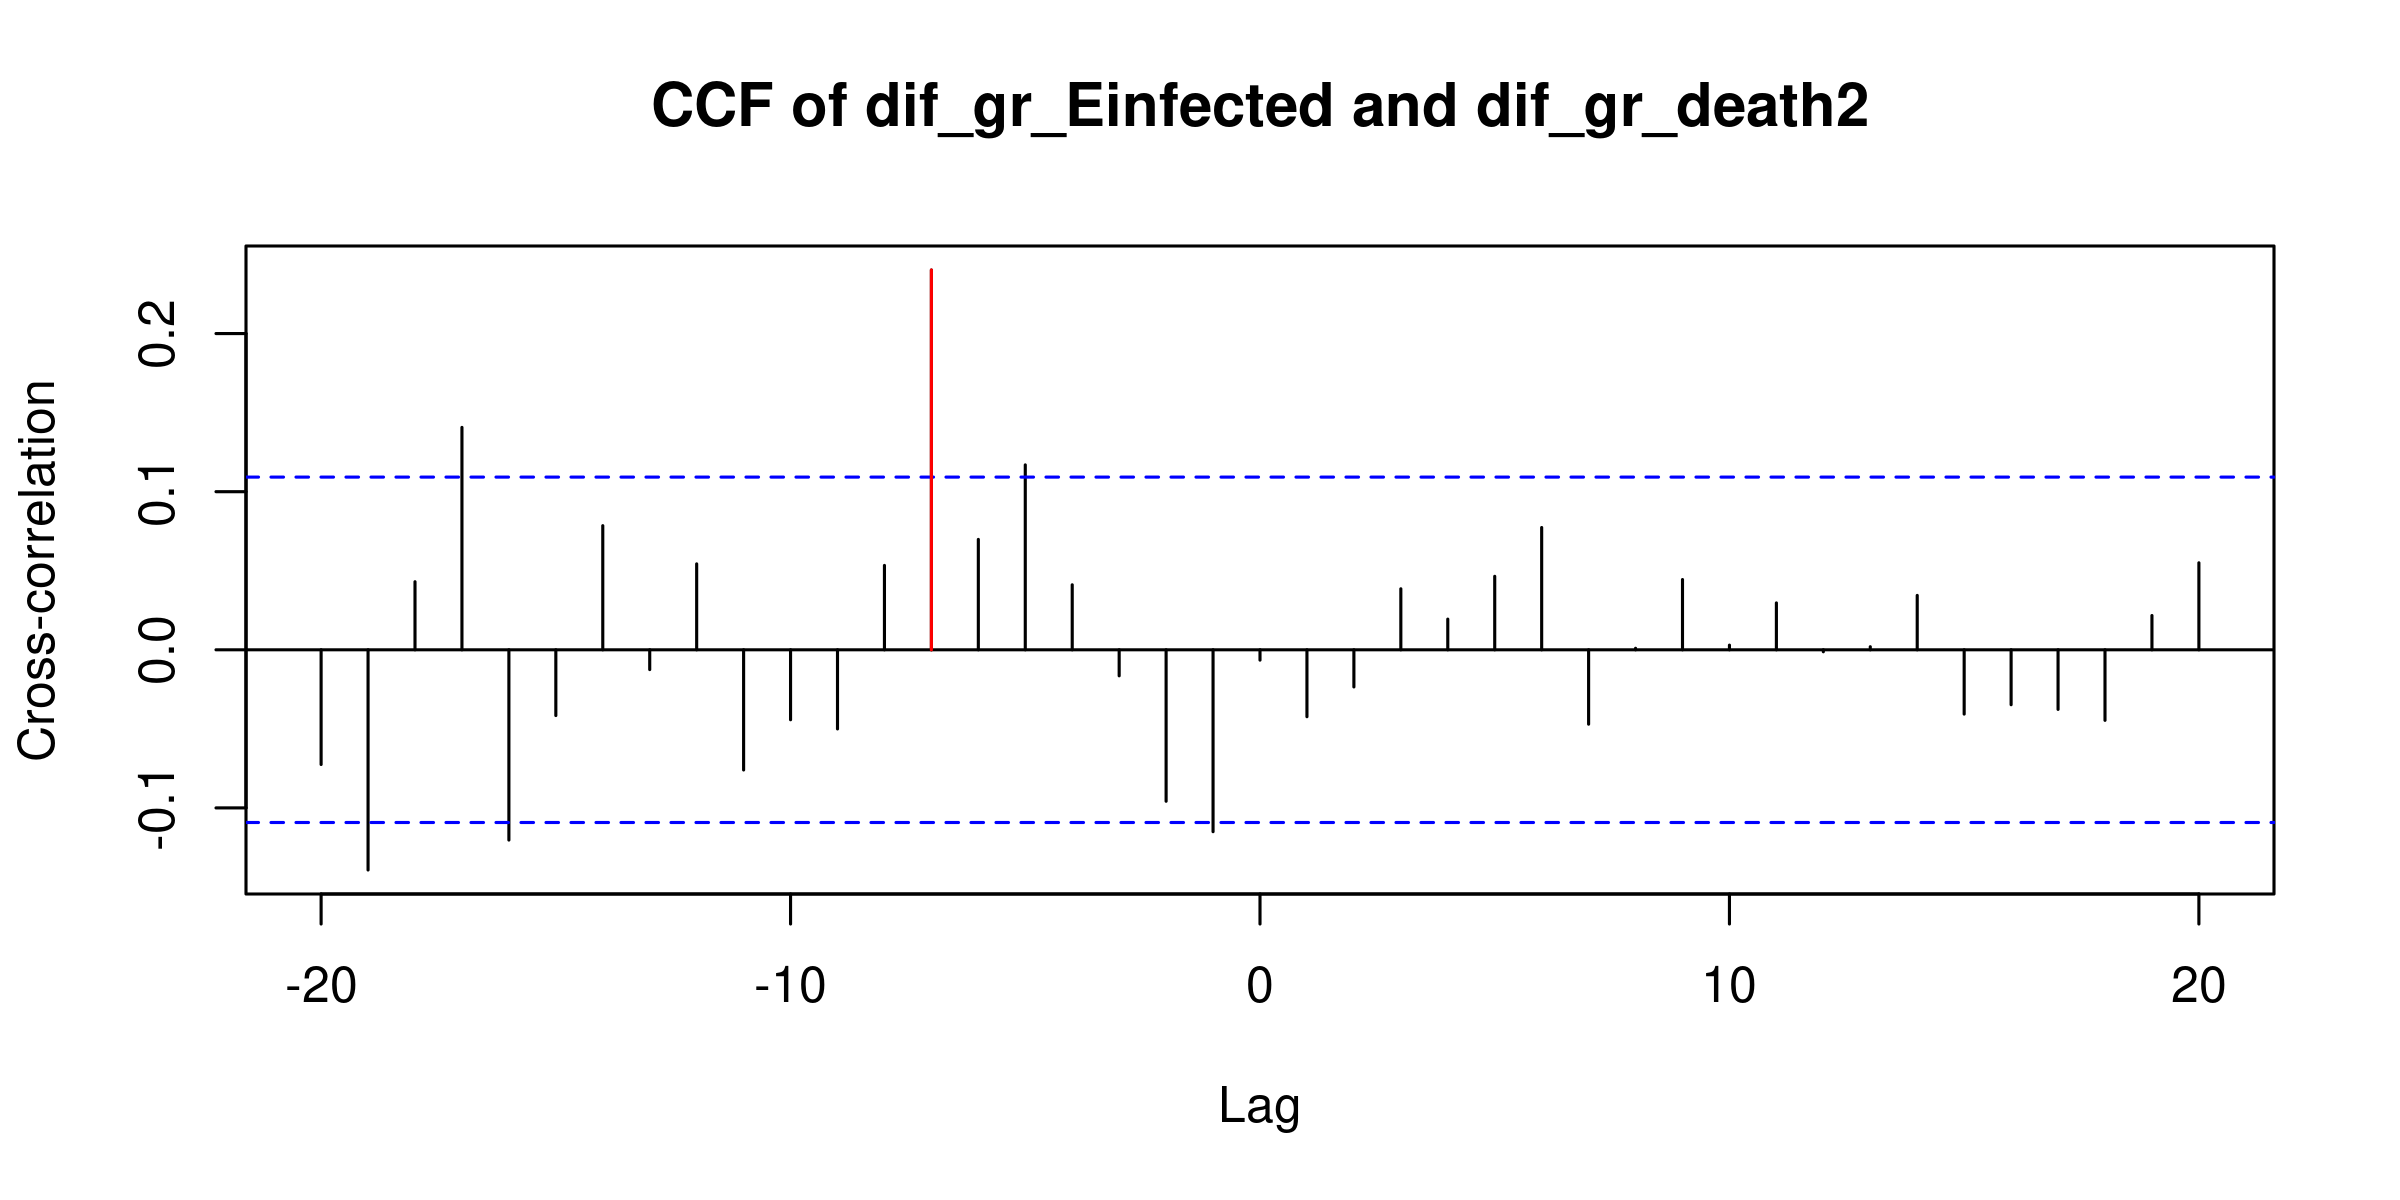 CCF of dif_gr_Einfected and dif_gr_death2
Cross-correlation
0.2
0.1
0.0
-0.1
-20 -10 0 10 20
Lag